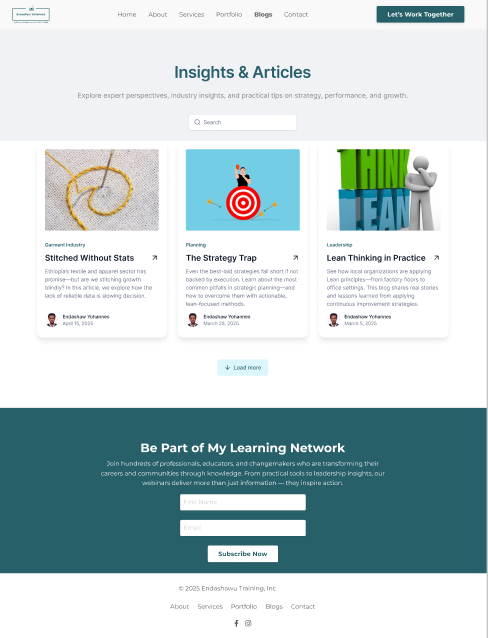 Endashaw Yohannes
Home About Services Portfolio Blogs Contact
Let's Work Together
Insights & Articles
Explore expert perspectives, industry insights, and practical tips on strategy, performance, and growth.
Search
THINK
LEAN
Garmant Industry
Stitched Without Stats
Ethiopia's textile and apparel sector has
promise—but are we stitching growth
blindly? In this article, we explore how the
lack of reliable data is slowing decision.
Endashaw Yohannes
April 15, 2025
Planning
The Strategy Trap
Even the best-laid strategies fall short if not
backed by execution. Learn about the most
common pitfalls in strategic planning—and
how to overcome them with actionable,
lean-focused methods.
Endashaw Yohannes
March 28, 2025
Leadership
Lean Thinking in Practice
See how local organizations are applying
Lean principles—from factory floors to
office settings. This blog shares real stories
and lessons learned from applying
continuous improvement strategies.
Endashaw Yohannes
March 5, 2025
Load more
Be Part of My Learning Network
Join hundreds of professionals, educators, and changemakers who are transforming their
careers and communities through knowledge. From practical tools to leadership insights, our
webinars deliver more than just information — they inspire action.
First Name
Email
Subscribe Now
© 2025 Endashawu Training, Inc.
About Services Portfolio Blogs Contact